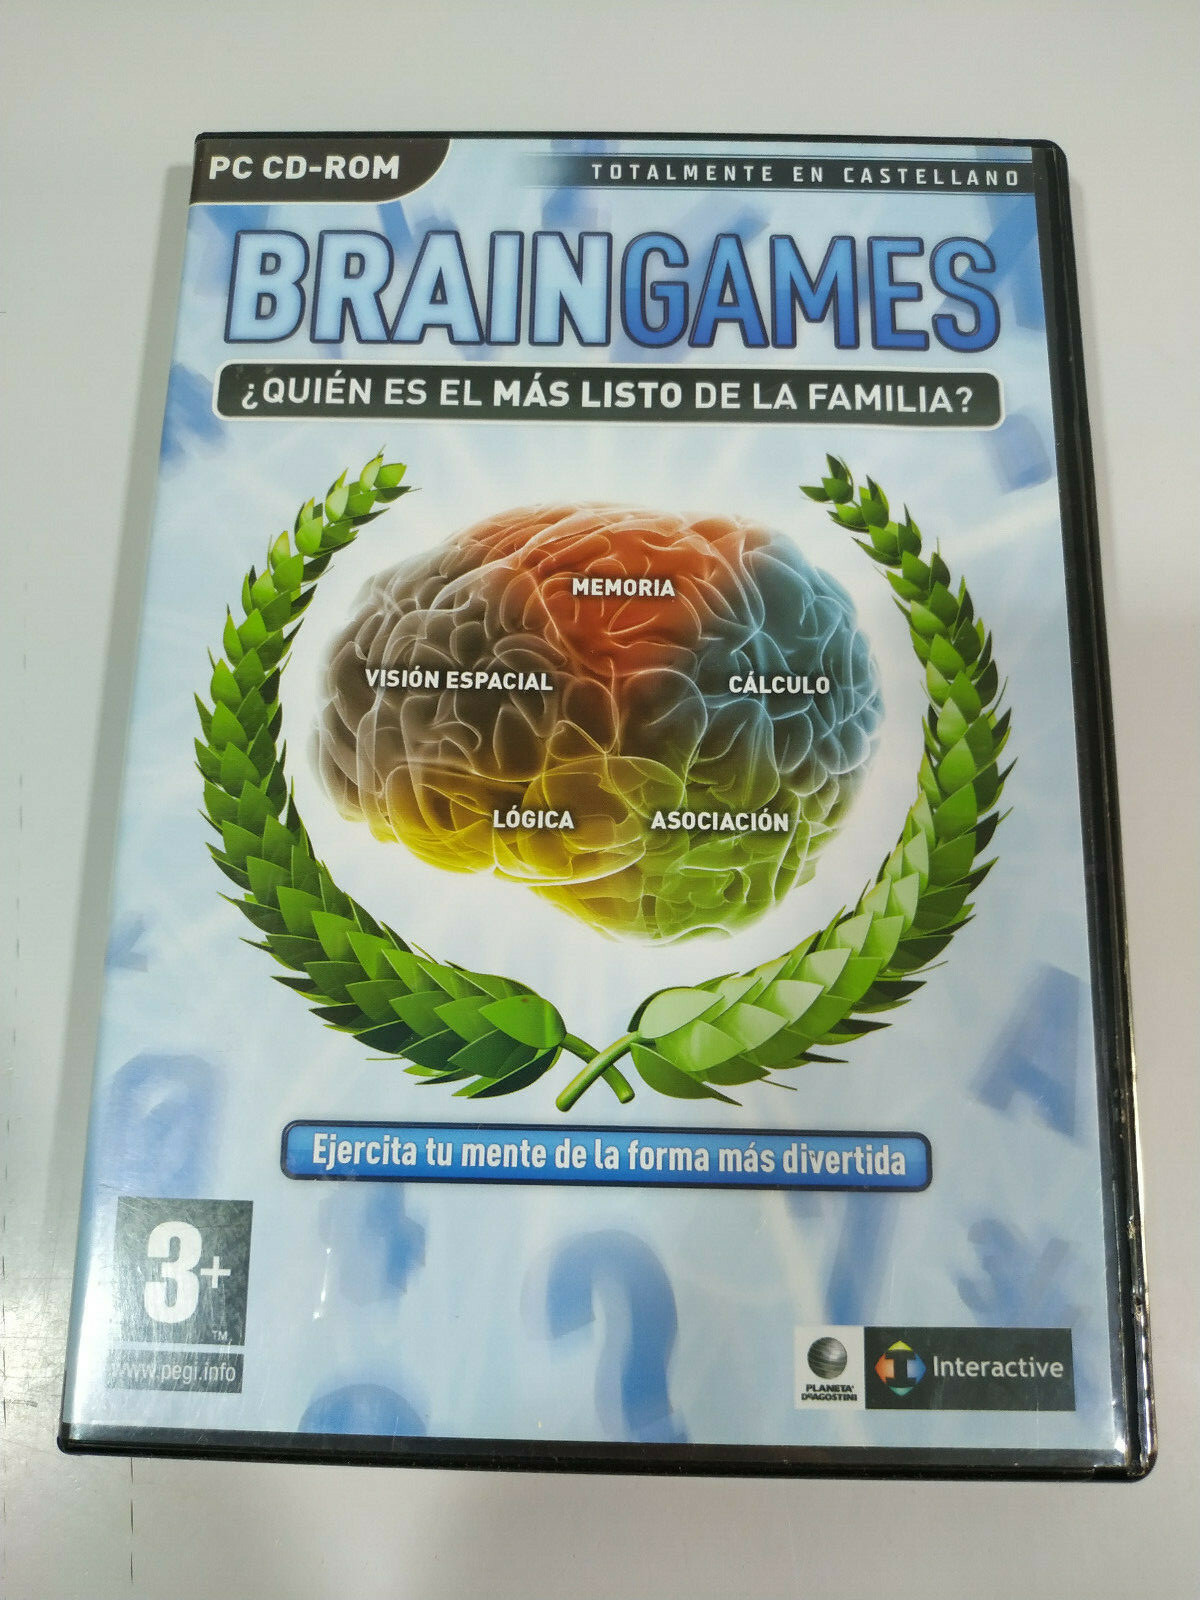 PC CD-ROM
TOTALMENTE EN CASTELLANO
BRAINGAMES
¿QUIÉN ES EL MÁS LISTO DE LA FAMILIA?
MEMORIA
VISIÓN ESPACIAL
CÁLCULO
LÓGICA
ASOCIACIÓN
Ejercita tu mente de la forma más divertida
3+
TM
www.pegi.info
PLANETA
DEAGOSTINI
I Interactive